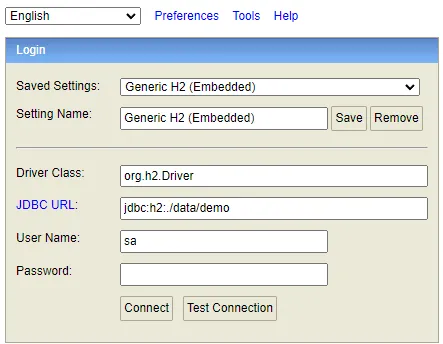 English Preferences Tools Help
Login
Saved Settings: Generic H2 (Embedded)
Setting Name: Generic H2 (Embedded) Save Remove
Driver Class: org.h2.Driver
JDBC URL: jdbc:h2:./data/demo
User Name: sa
Password:
Connect Test Connection